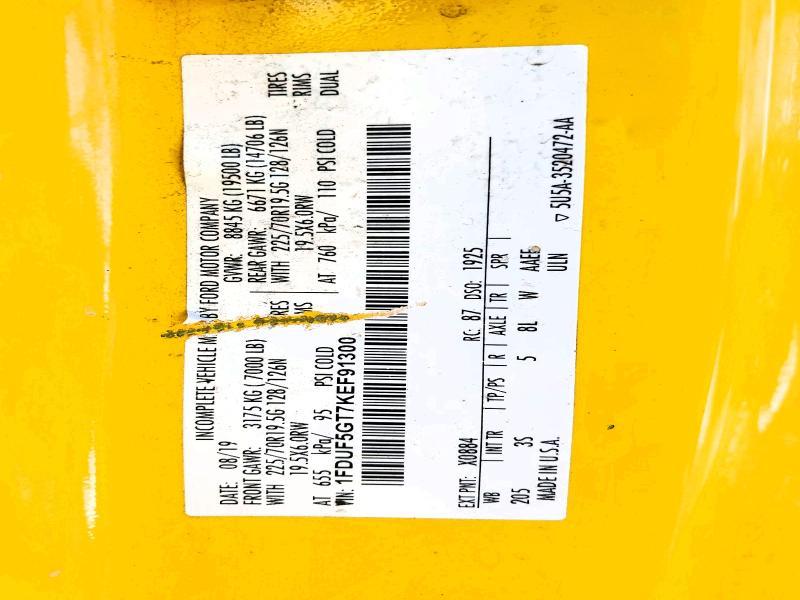 INCOMPLETE VEHICLE BY FORD MOTOR COMPANY
DATE: 08/19 GVWR: 8845 KG (19500 LB)
FRONT GAWR: 3175 KG (7000 LB) REAR GAWR: 6671 KG (14706 LB)
WITH 225/70R19.5G 128/126N WITH 225/70R19.5G 128/126N TIRES
19.5X6.0RW 19.5X6.0RW RIMS
AT 655 kPa/ 95 PSI COLD AT 760 kPa/ 110 PSI COLD DUAL
VIN: 1FDUF5GT7KEF91300
EXT PNT: X0884 RC: 87 DSO: 1925
WB INT TR TP/PS R AXLE TR SPR
205 3S 5 8L W
MADE IN U.S.A. ULN
▽ 5U5A-3520472-AA